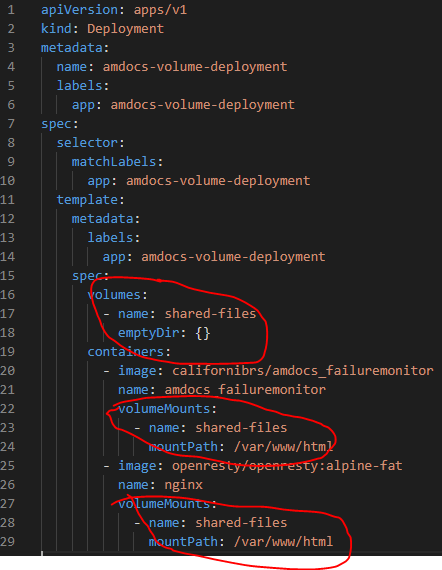 1 apiVersion: apps/v1
2 kind: Deployment
3 metadata:
4   name: amdocs-volume-deployment
5   labels:
6     app: amdocs-volume-deployment
7 spec:
8   selector:
9     matchLabels:
10       app: amdocs-volume-deployment
11   template:
12     metadata:
13       labels:
14         app: amdocs-volume-deployment
15     spec:
16       volumes:
17         - name: shared-files
18           emptyDir: {}
19       containers:
20         - image: californibrs/amdocs_failuremonitor
21           name: amdocs_failuremonitor
22           volumeMounts:
23             - name: shared-files
24               mountPath: /var/www/html
25         - image: openresty/openresty:alpine-fat
26           name: nginx
27           volumeMounts:
28             - name: shared-files
29               mountPath: /var/www/html